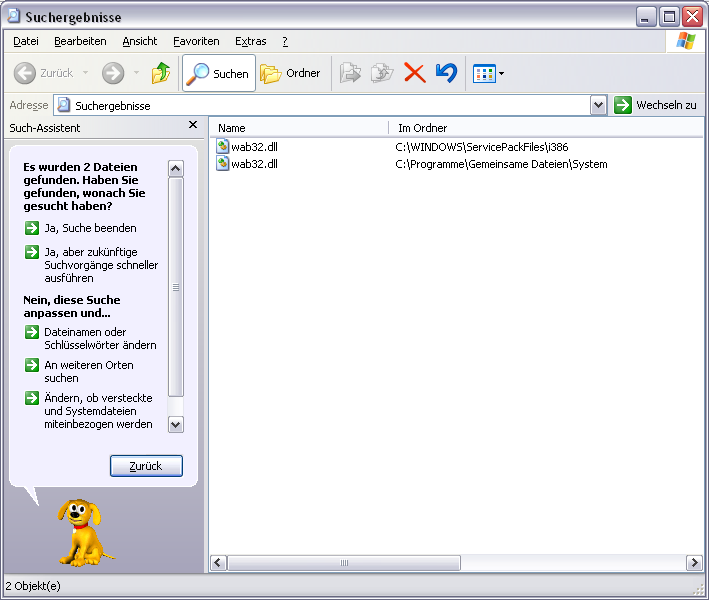 Suchergebnisse
Datei Bearbeiten Ansicht Favoriten Extras ?
Zurück Suchen Ordner
Adresse Suchergebnisse Wechseln zu
Such-Assistent
Es wurden 2 Dateien
gefunden. Haben Sie
gefunden, wonach Sie
gesucht haben?
Ja, Suche beenden
Ja, aber zukünftige
Suchvorgänge schneller
ausführen
Nein, diese Suche
anpassen und...
Dateinamen oder
Schlüsselwörter ändern
An weiteren Orten
suchen
Ändern, ob versteckte
und Systemdateien
miteinbezogen werden
Zurück
Name Im Ordner
wab32.dll C:\WINDOWS\ServicePackFiles\i386
wab32.dll C:\Programme\Gemeinsame Dateien\System
2 Objekt(e)